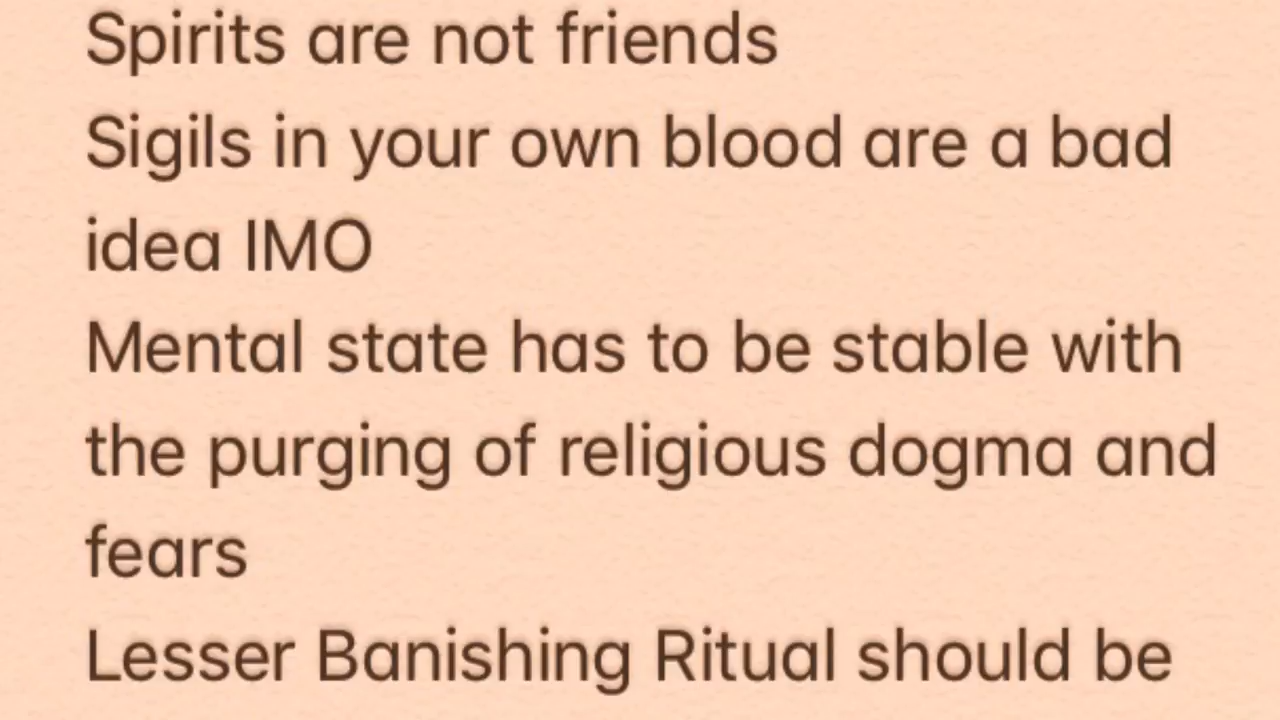 Spirits are not friends
Sigils in your own blood are a bad
idea IMO
Mental state has to be stable with
the purging of religious dogma and
fears
Lesser Banishing Ritual should be